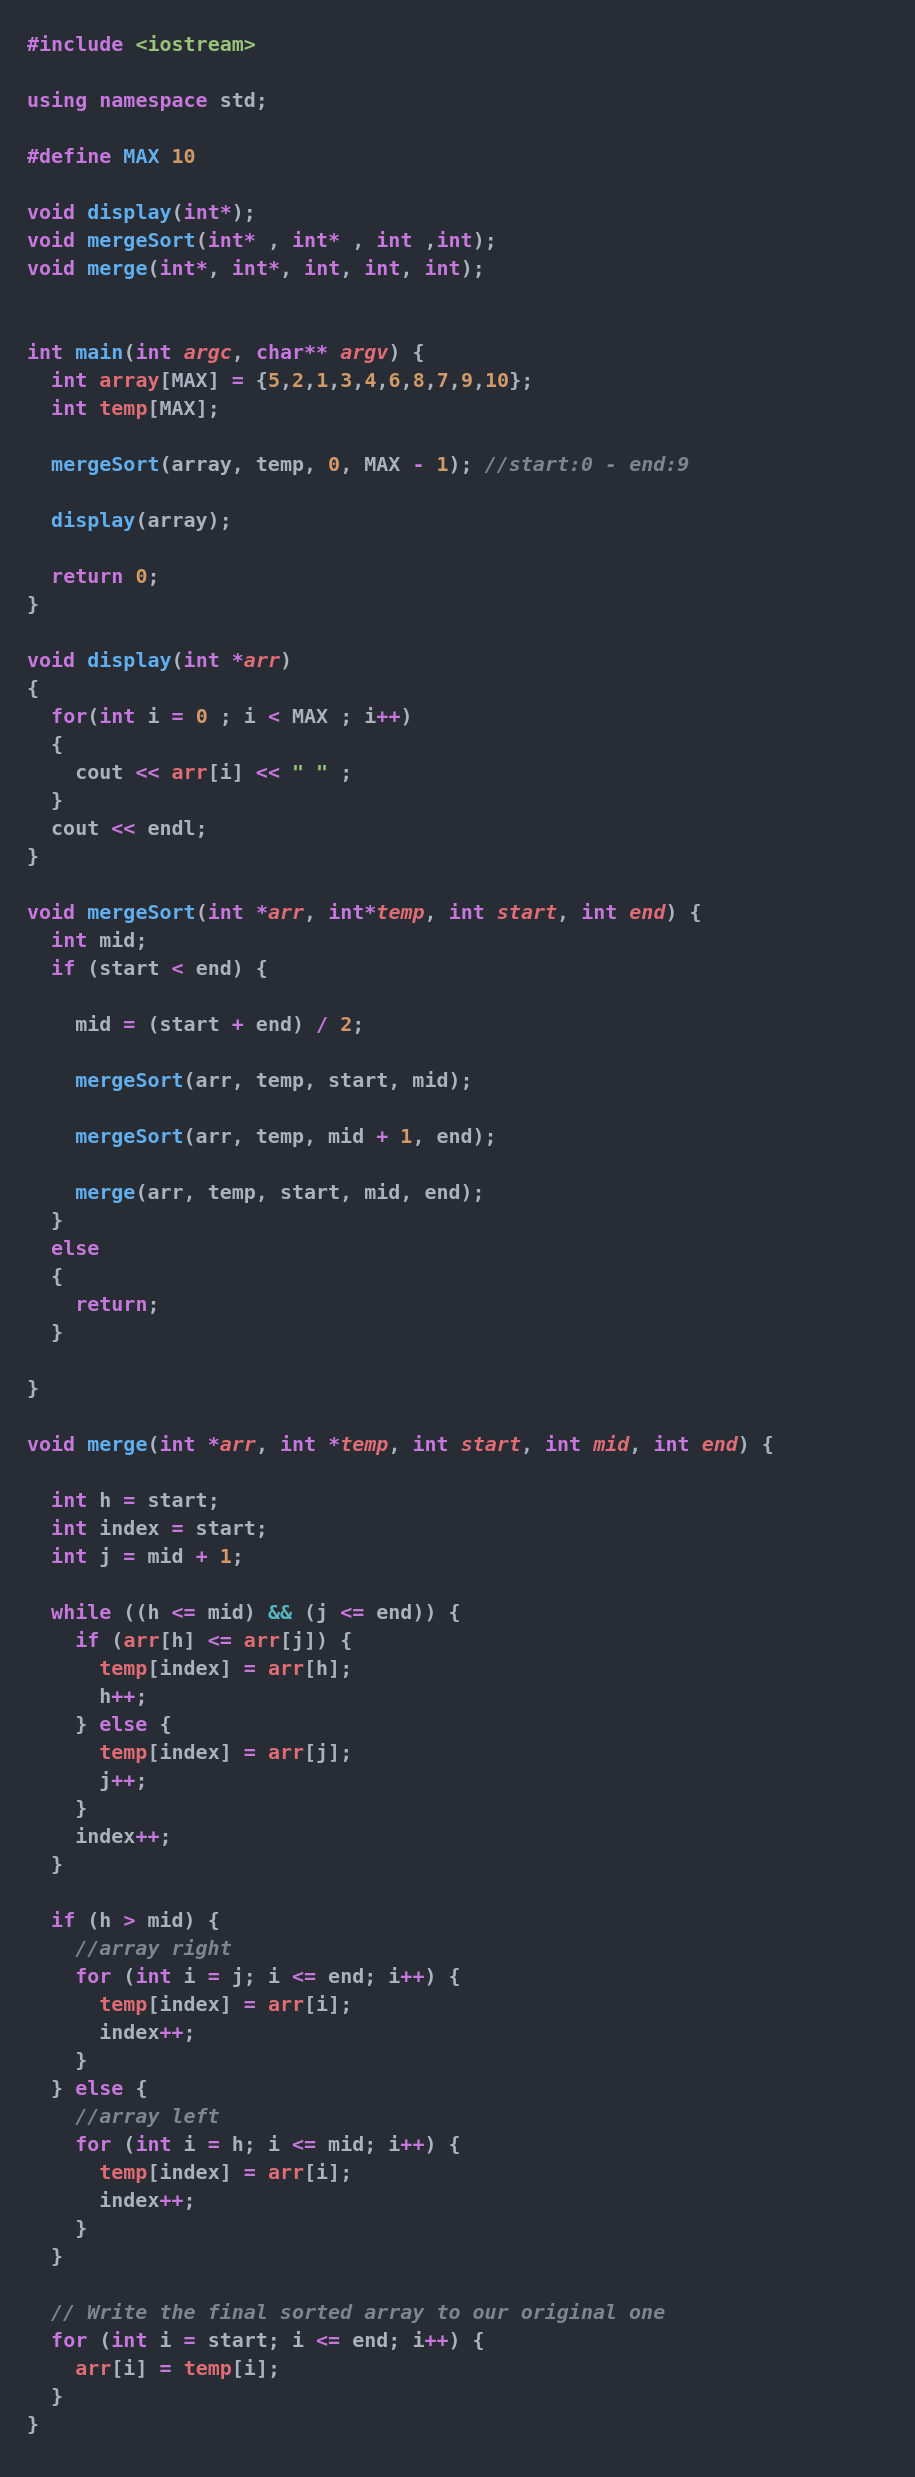 #include <iostream>

using namespace std;

#define MAX 10

void display(int*);
void mergeSort(int* , int* , int ,int);
void merge(int*, int*, int, int, int);


int main(int argc, char** argv) {
  int array[MAX] = {5,2,1,3,4,6,8,7,9,10};
  int temp[MAX];

  mergeSort(array, temp, 0, MAX - 1); //start:0 - end:9

  display(array);

  return 0;
}

void display(int *arr)
{
  for(int i = 0 ; i < MAX ; i++)
  {
    cout << arr[i] << " " ;
  }
  cout << endl;
}

void mergeSort(int *arr, int*temp, int start, int end) {
  int mid;
  if (start < end) {

    mid = (start + end) / 2;

    mergeSort(arr, temp, start, mid);

    mergeSort(arr, temp, mid + 1, end);

    merge(arr, temp, start, mid, end);
  }
  else
  {
    return;
  }

}

void merge(int *arr, int *temp, int start, int mid, int end) {

  int h = start;
  int index = start;
  int j = mid + 1;

  while ((h <= mid) && (j <= end)) {
    if (arr[h] <= arr[j]) {
      temp[index] = arr[h];
      h++;
    } else {
      temp[index] = arr[j];
      j++;
    }
    index++;
  }

  if (h > mid) {
    //array right
    for (int i = j; i <= end; i++) {
      temp[index] = arr[i];
      index++;
    }
  } else {
    //array left
    for (int i = h; i <= mid; i++) {
      temp[index] = arr[i];
      index++;
    }
  }

  // Write the final sorted array to our original one
  for (int i = start; i <= end; i++) {
    arr[i] = temp[i];
  }
}